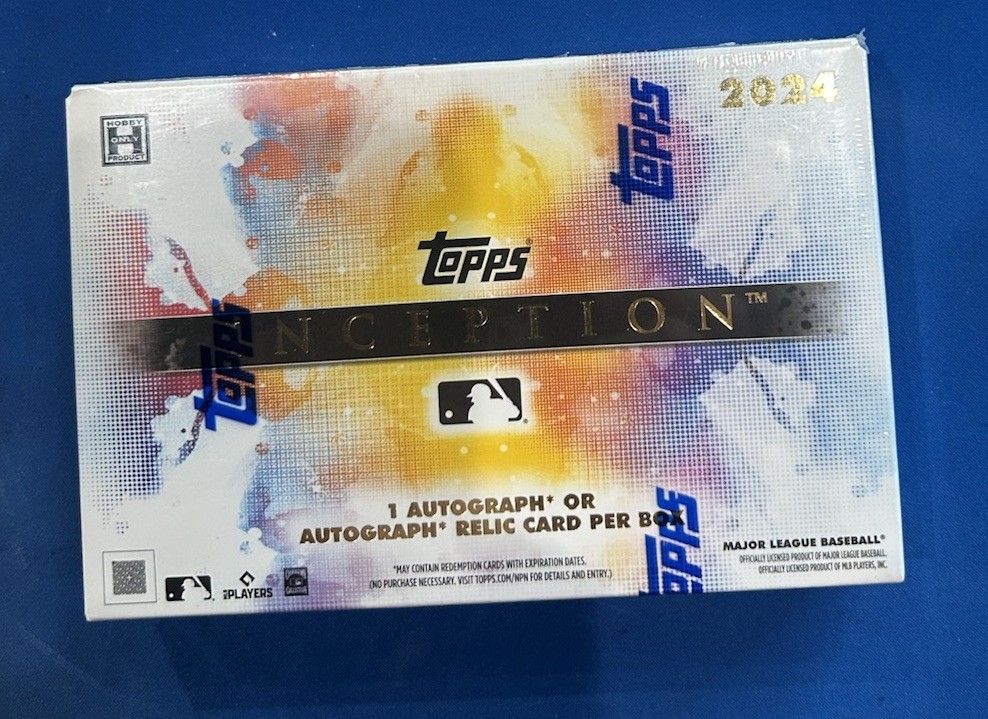 2024
HOBBY
ONLY
PRODUCT
TOPPS
TOPPS®
INCEPTION™
TOPPS
1 AUTOGRAPH* OR
AUTOGRAPH* RELIC CARD PER BOX
TOPPS
MAJOR LEAGUE BASEBALL®
OFFICIALLY LICENSED PRODUCT OF MAJOR LEAGUE BASEBALL.
OFFICIALLY LICENSED PRODUCT OF MLB PLAYERS, INC.
*MAY CONTAIN REDEMPTION CARDS WITH EXPIRATION DATES.
(NO PURCHASE NECESSARY. VISIT TOPPS.COM/NPN FOR DETAILS AND ENTRY.)
MLB PLAYERS